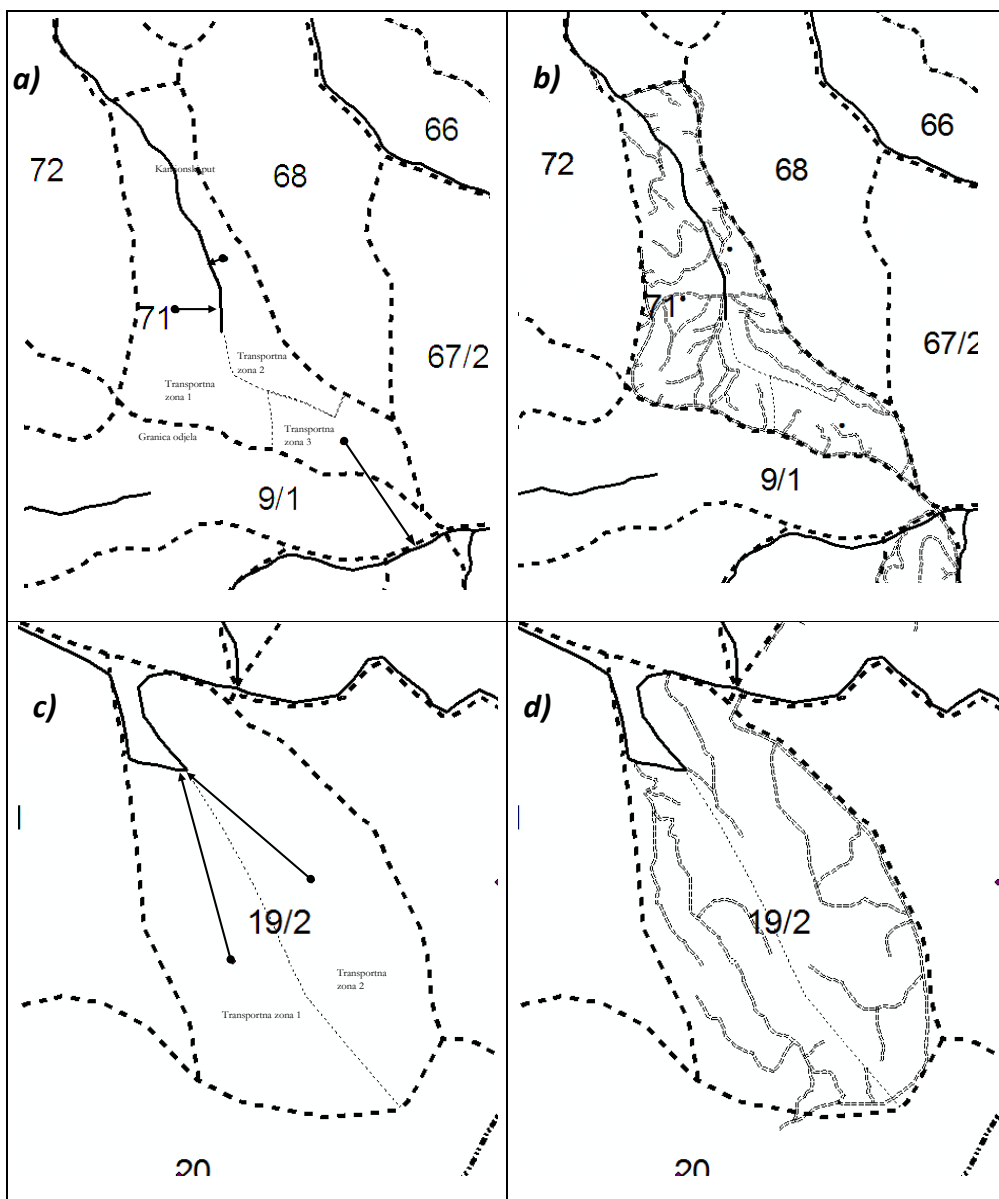 a)
66
72
Kamionski put
68
71
67/2
Transportna
zona 2
Transportna
zona 1
Transportna
zona 3
Granica odjela
9/1
b)
66
72
68
71
67/2
9/1
c)
19/2
Transportna
zona 2
Transportna zona 1
20
d)
19/2
20